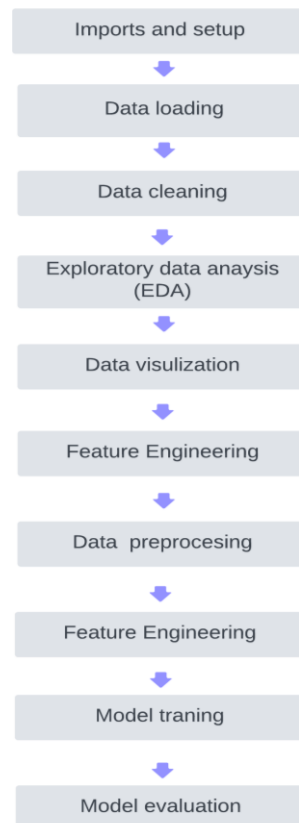 Imports and setup
Data loading
Data cleaning
Exploratory data anaysis
(EDA)
Data visulization
Feature Engineering
Data preprocesing
Feature Engineering
Model traning
Model evaluation